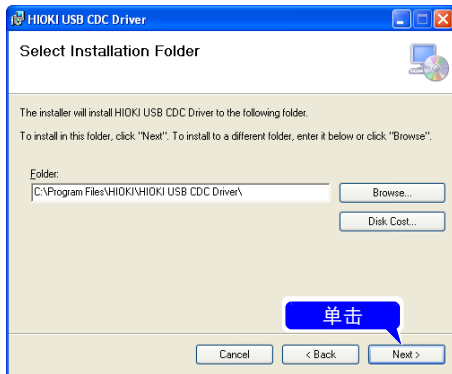 HIOKI USB CDC Driver
Select Installation Folder
The installer will install HIOKI USB CDC Driver to the following folder.
To install in this folder, click "Next". To install to a different folder, enter it below or click "Browse".
Folder:
C:\Program Files\HIOKI\HIOKI USB CDC Driver\
Browse...
Disk Cost...
单击
Cancel
< Back
Next >